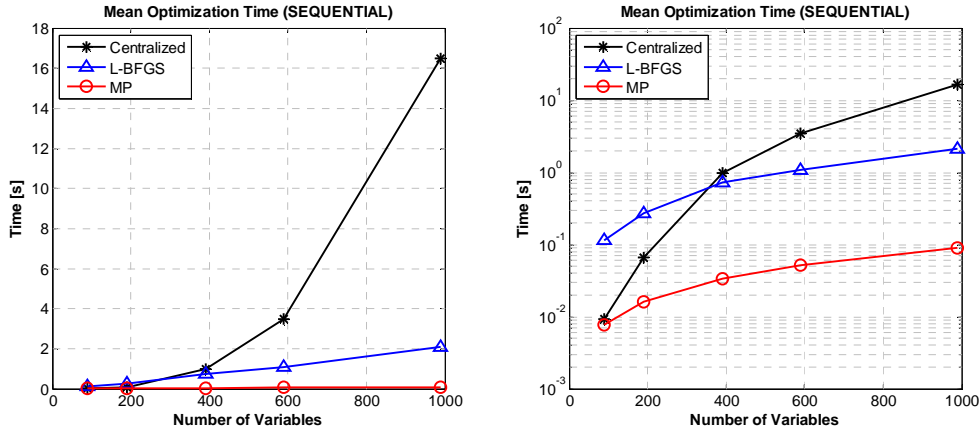 Mean Optimization Time (SEQUENTIAL)
18
16
14
12
10
8
6
4
2
0
Time [s]
Centralized
L-BFGS
MP
0 200 400 600 800 1000
Number of Variables
Mean Optimization Time (SEQUENTIAL)
10^2
10^1
10^0
10^-1
10^-2
10^-3
Time [s]
Centralized
L-BFGS
MP
0 200 400 600 800 1000
Number of Variables